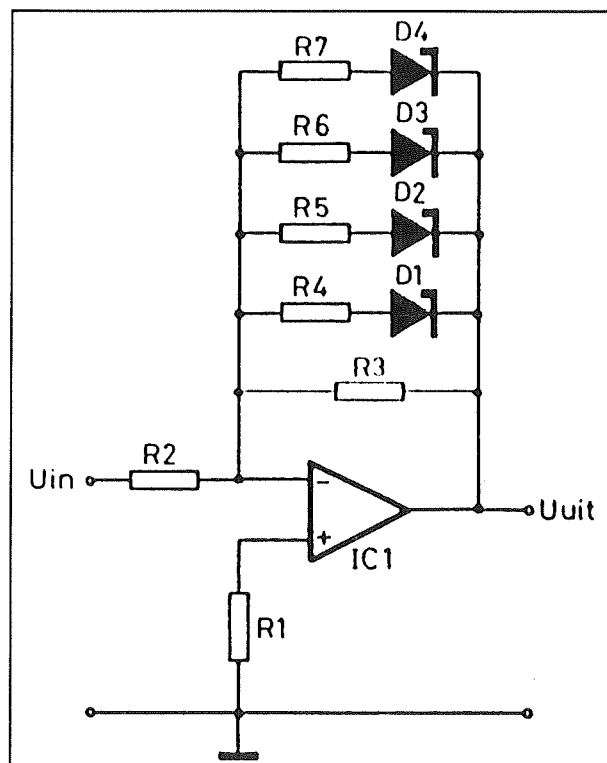 R7 D4
R6 D3
R5 D2
R4 D1
R3
Uin R2 - Uuit
+ IC1
R1